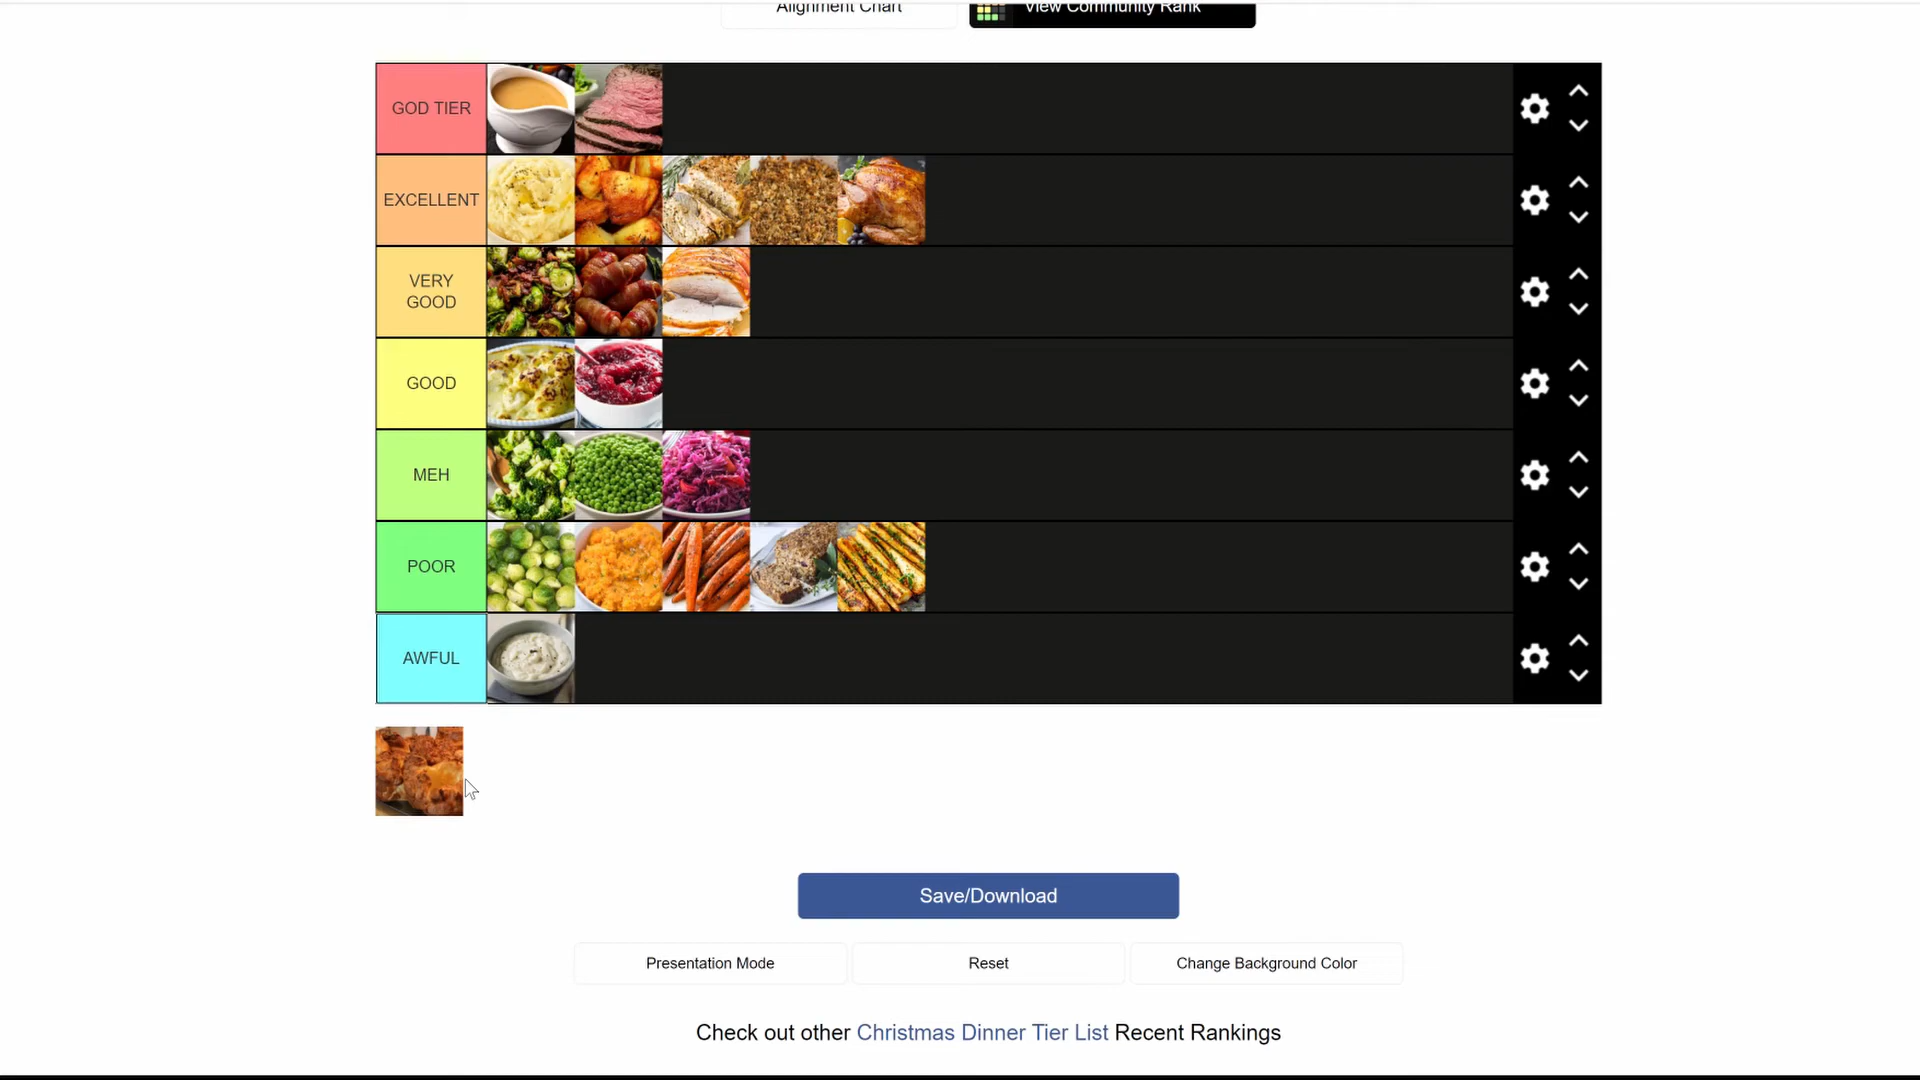 Alignment Chart
View Community Rank
GOD TIER
EXCELLENT
VERY
GOOD
GOOD
MEH
POOR
AWFUL
Save/Download
Presentation Mode
Reset
Change Background Color
Check out other Christmas Dinner Tier List Recent Rankings